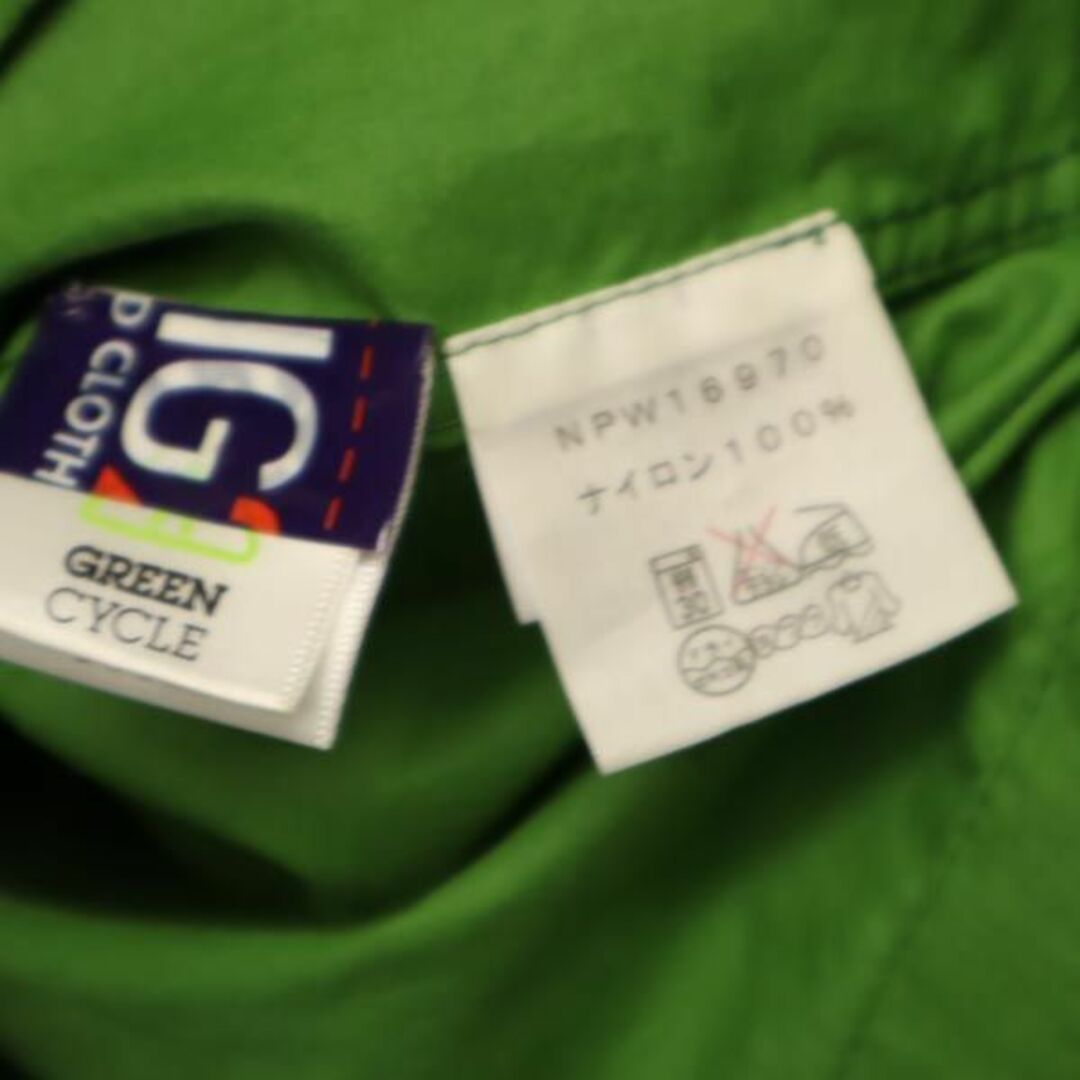 IG
D CLOTH
GREEN
CYCLE
NPW16970
ナイロン100%